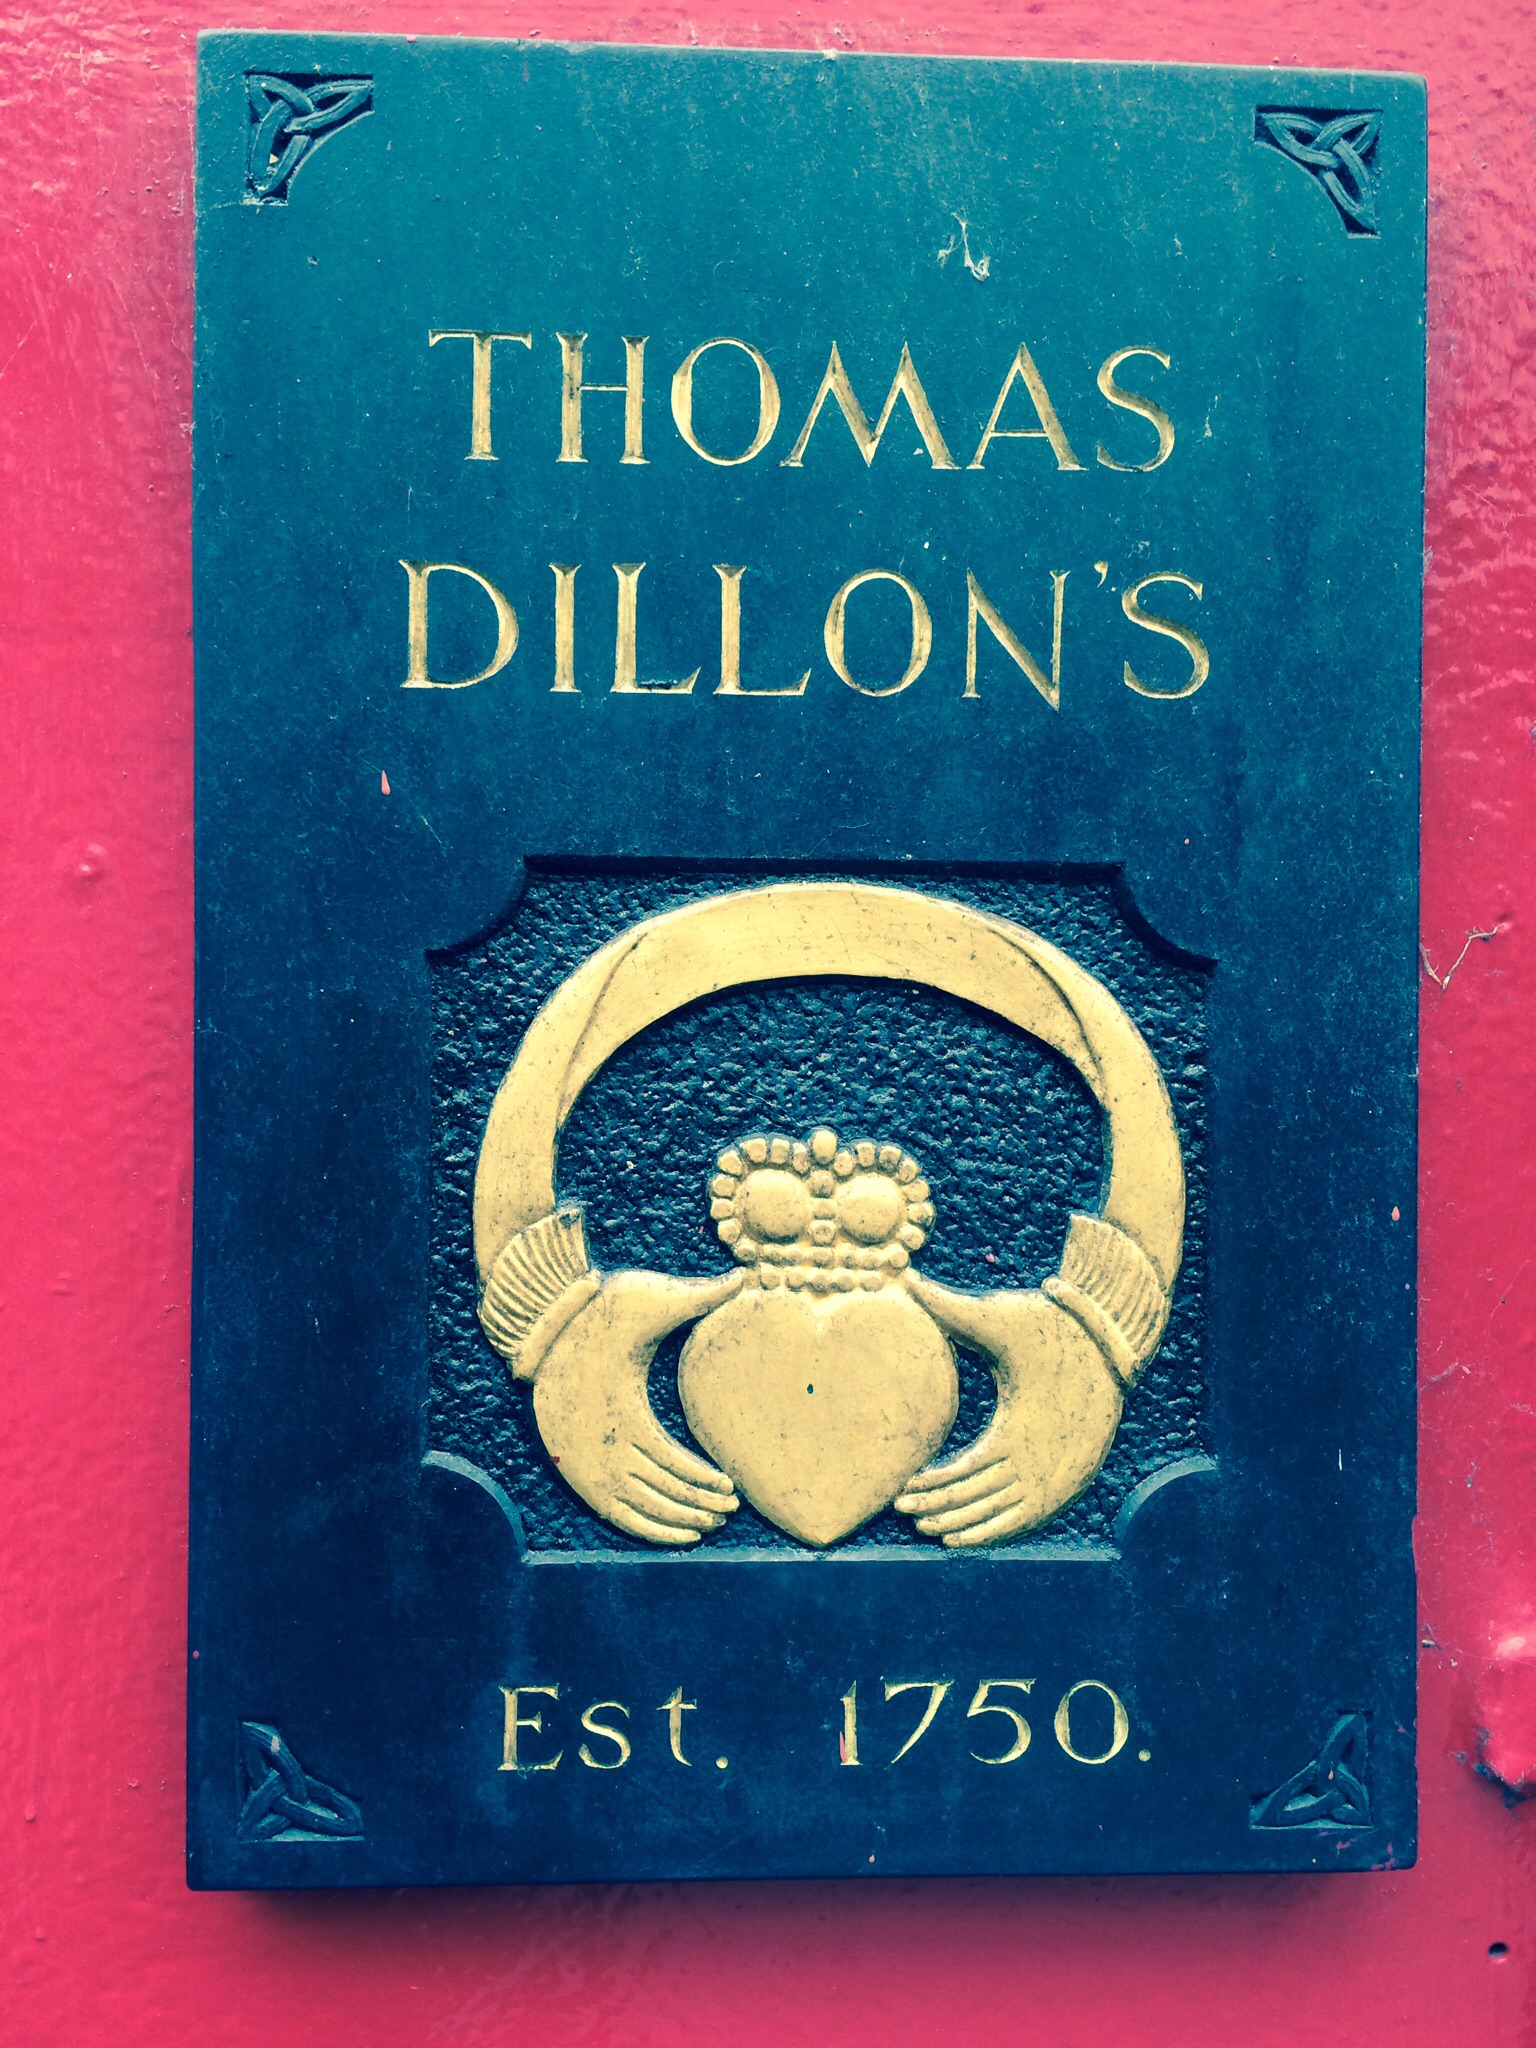 THOMAS
DILLON'S
Est. 1750.